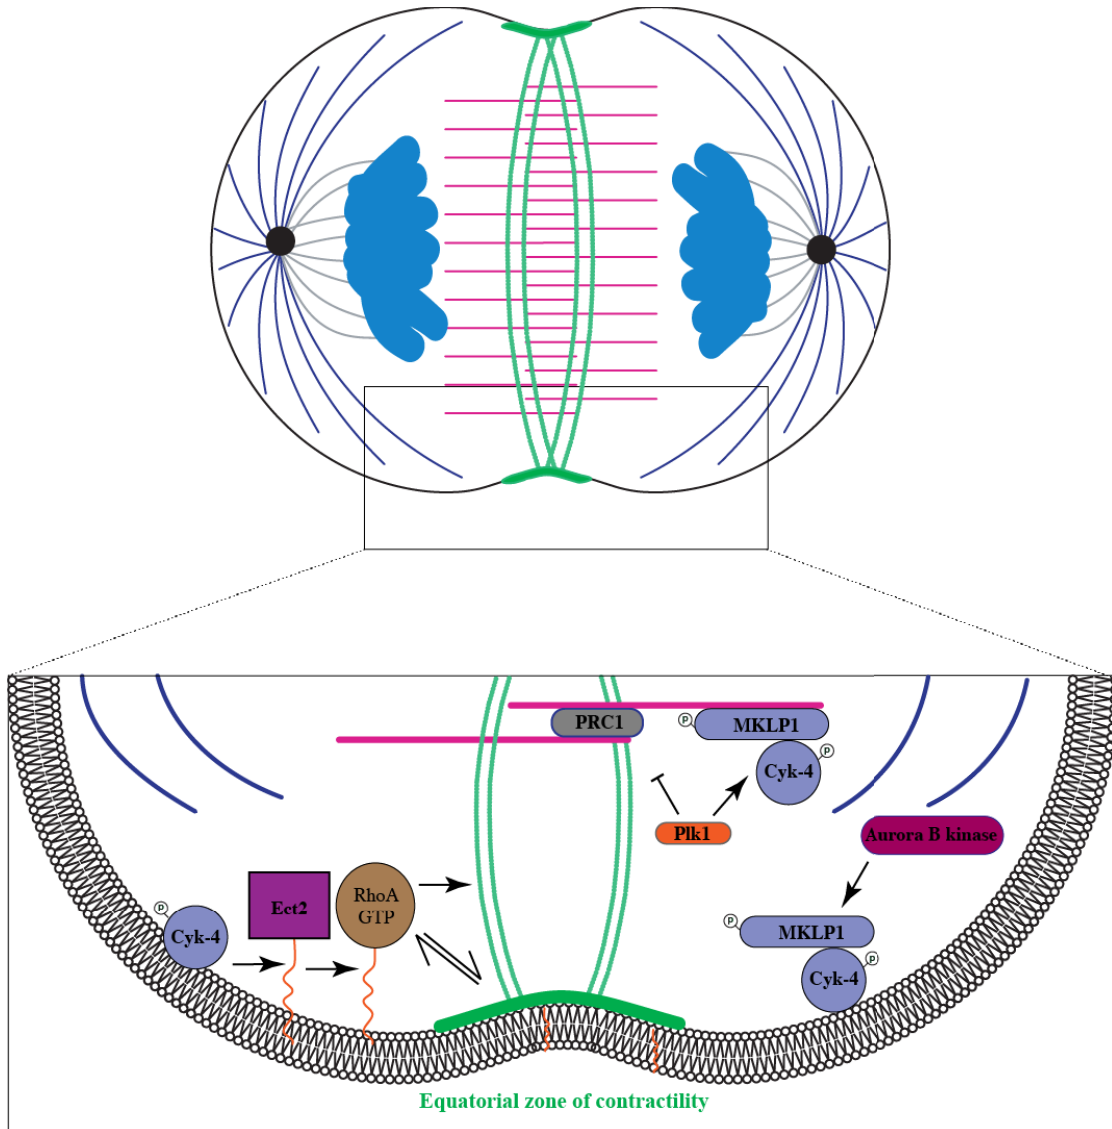 PRC1
P
MKLP1
P
Cyk-4
Plk1
Aurora B kinase
P
Cyk-4
Ect2
RhoA
GTP
P
MKLP1
P
Cyk-4
Equatorial zone of contractility